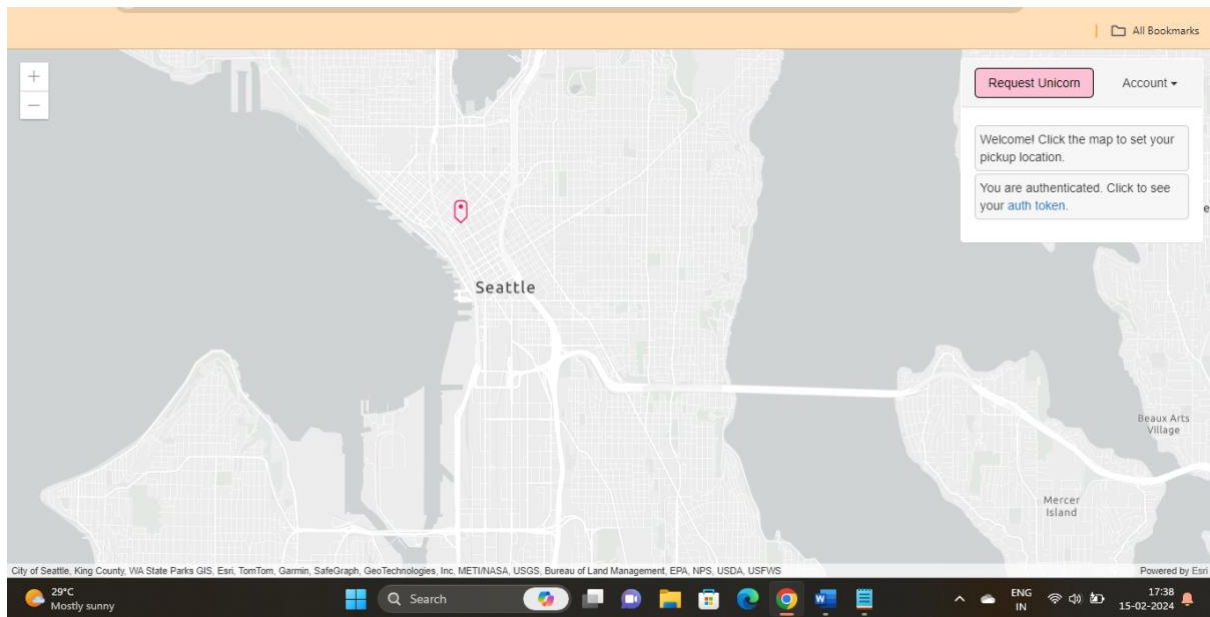 All Bookmarks
+
−
Request Unicorn
Account
Welcome! Click the map to set your
pickup location.
You are authenticated. Click to see
your auth token.
Seattle
Beaux Arts
Village
Mercer
Island
City of Seattle, King County, WA State Parks GIS, Esri, TomTom, Garmin, SafeGraph, GeoTechnologies, Inc, METI/NASA, USGS, Bureau of Land Management, EPA, NPS, USDA, USFWS
Powered by Esri
29°C
Mostly sunny
Search
ENG
IN
17:38
15-02-2024